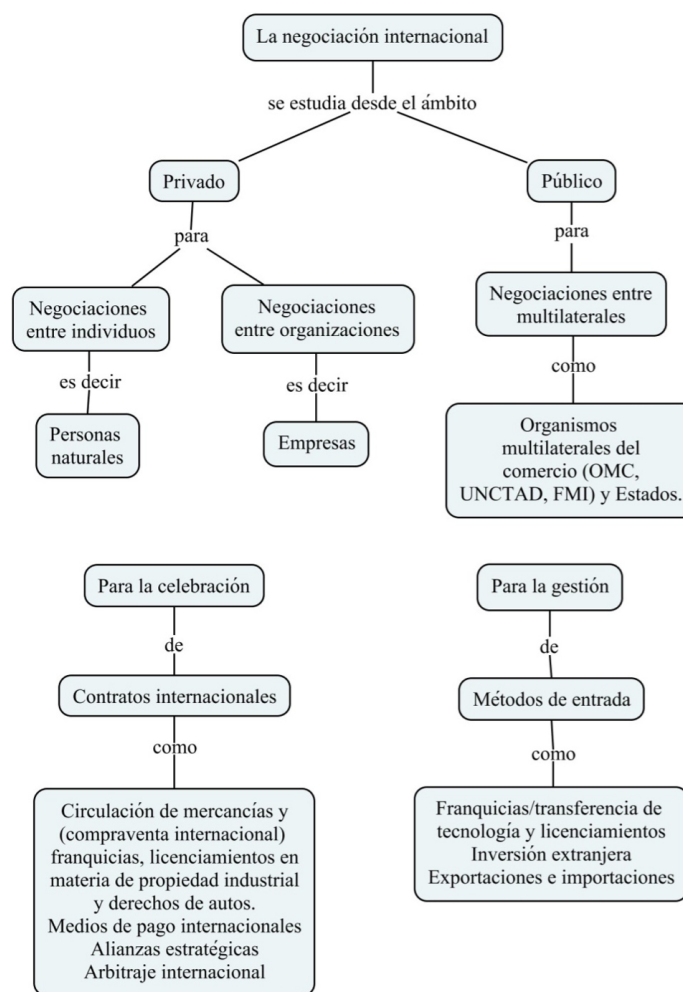 La negociación internacional
se estudia desde el ámbito
Privado
Público
para
para
Negociaciones
entre individuos
Negociaciones
entre organizaciones
Negociaciones entre
multilaterales
es decir
es decir
como
Personas
naturales
Empresas
Organismos
multilaterales del
comercio (OMC,
UNCTAD, FMI) y Estados.
Para la celebración
de
Contratos internacionales
como
Circulación de mercancías y
(compraventa internacional)
franquicias, licenciamientos en
materia de propiedad industrial
y derechos de autos.
Medios de pago internacionales
Alianzas estratégicas
Arbitraje internacional
Para la gestión
de
Métodos de entrada
como
Franquicias/transferencia de
tecnología y licenciamientos
Inversión extranjera
Exportaciones e importaciones